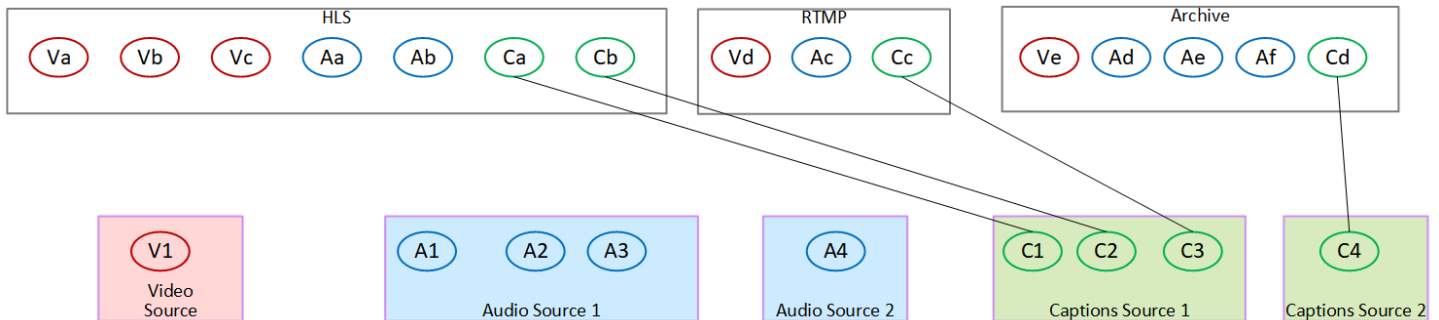 HLS
RTMP
Archive
Va Vb Vc Aa Ab Ca Cb
Vd Ac Cc
Ve Ad Ae Af Cd
V1
Video
Source
A1 A2 A3
Audio Source 1
A4
Audio Source 2
C1 C2 C3
Captions Source 1
C4
Captions Source 2